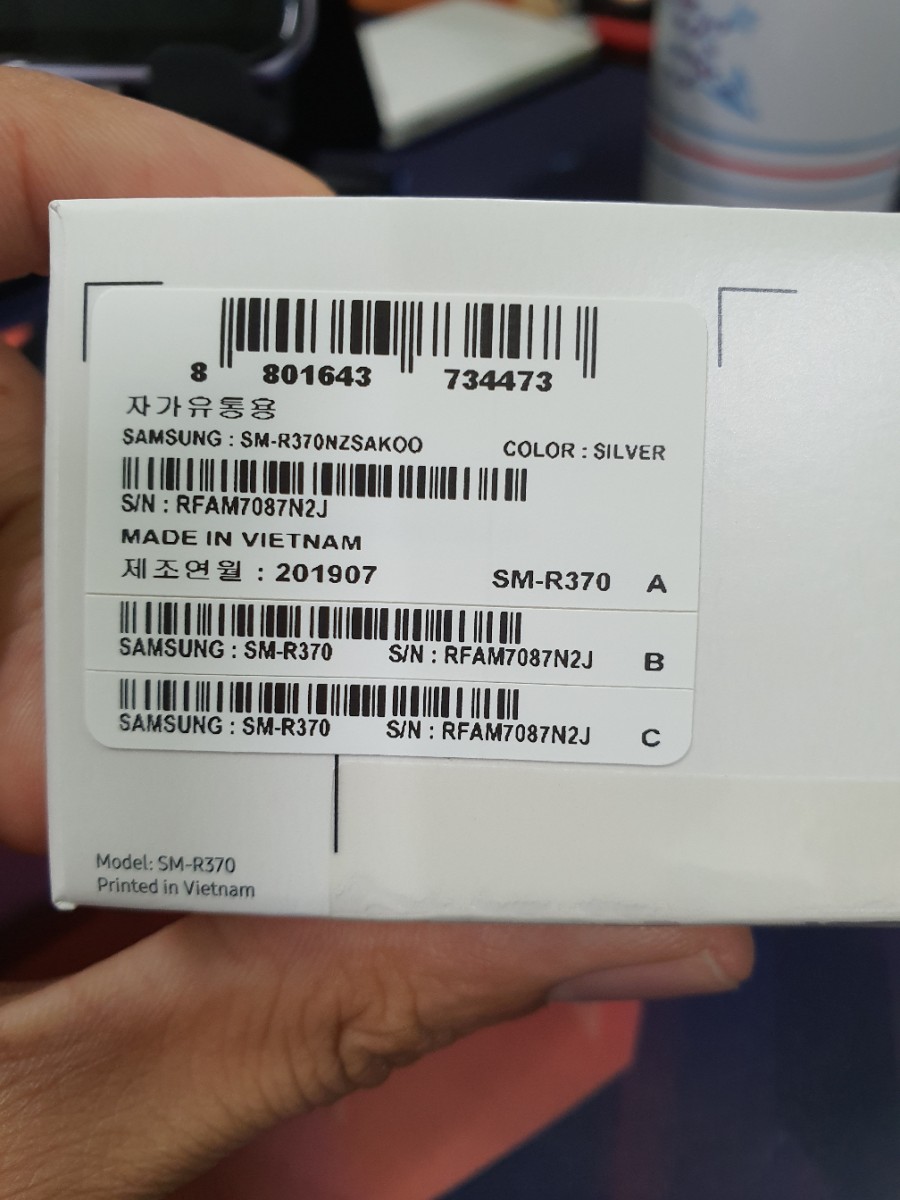 8 801643 734473
자가유통용
SAMSUNG : SM-R370NZSAKOO COLOR : SILVER
S/N : RFAM7087N2J
MADE IN VIETNAM
제조연월 : 201907 SM-R370 A
SAMSUNG : SM-R370 S/N : RFAM7087N2J B
SAMSUNG : SM-R370 S/N : RFAM7087N2J C
Model: SM-R370
Printed in Vietnam